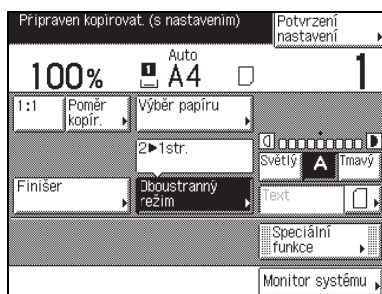 Připraven kopírovat. (s nastavením)
Potvrzení
nastavení
100%
1
Auto
A4
1
1:1
Poměr
kopír.
Výběr papíru
2▶1str.
Světlý
A
Tmavý
Finišer
Oboustranný
režim
Text
Speciální
funkce
Monitor systému